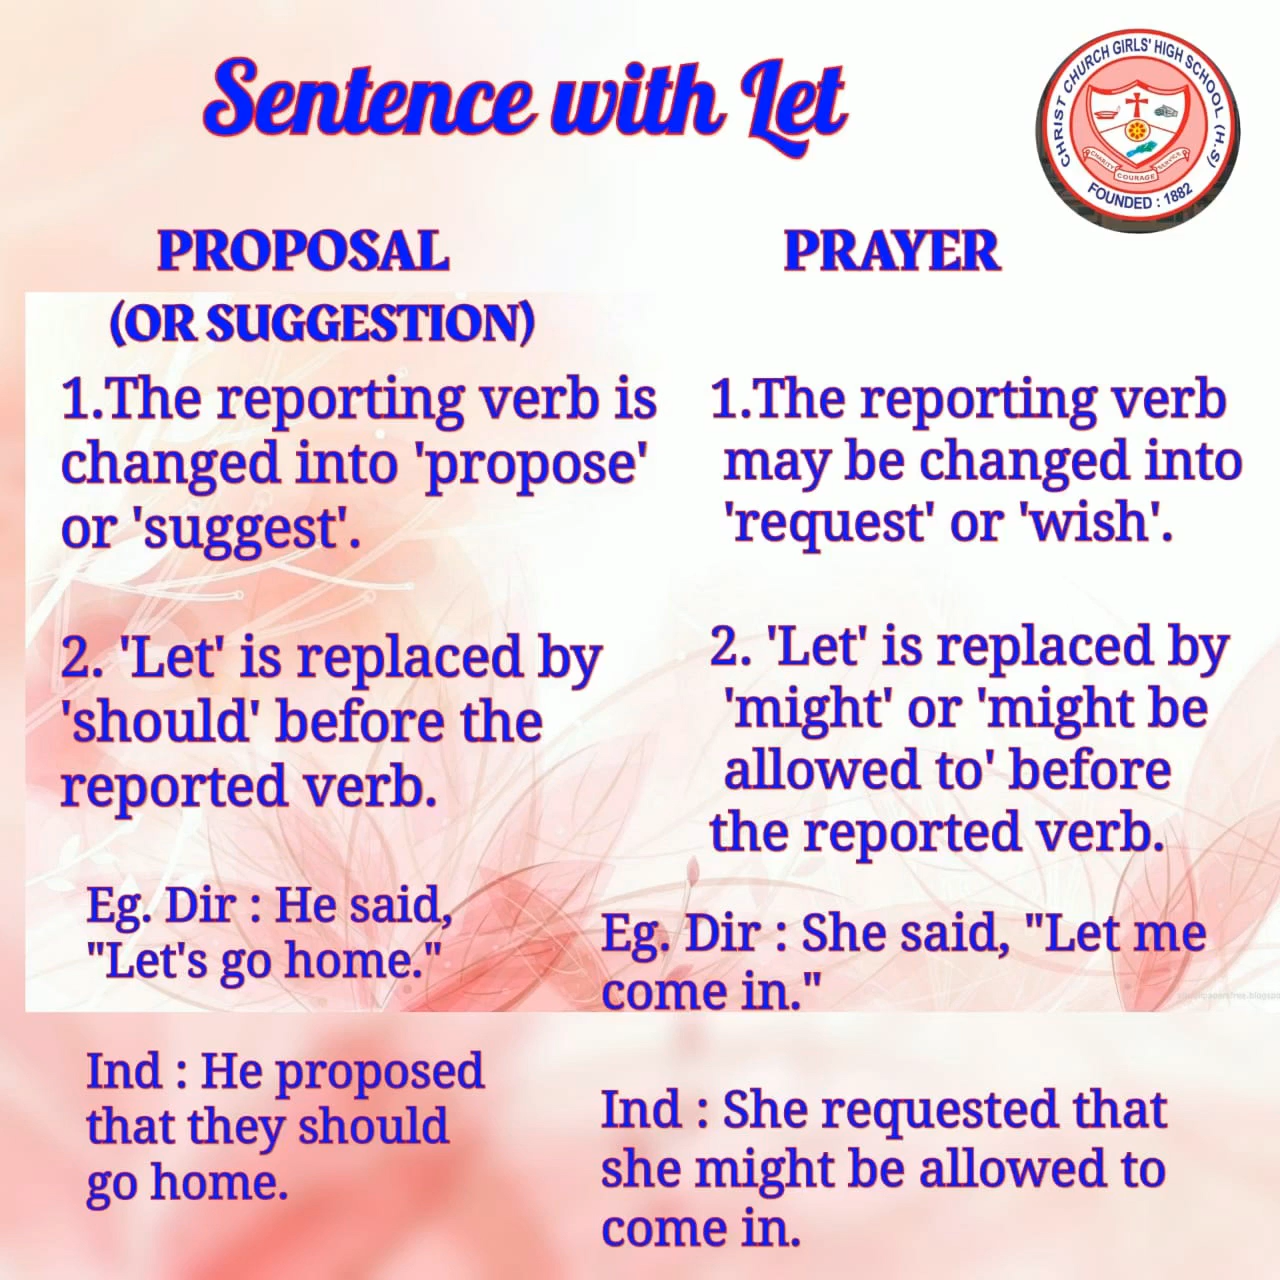 Sentence with Let
CHRIST CHURCH GIRLS' HIGH SCHOOL (H.S)
CHARITY
COURAGE
SERVICE
FOUNDED : 1882
PROPOSAL
(OR SUGGESTION)
1.The reporting verb is
changed into 'propose'
or 'suggest'.
2. 'Let' is replaced by
'should' before the
reported verb.
Eg. Dir : He said,
"Let's go home."
Ind : He proposed
that they should
go home.
PRAYER
1.The reporting verb
may be changed into
'request' or 'wish'.
2. 'Let' is replaced by
'might' or 'might be
allowed to' before
the reported verb.
Eg. Dir : She said, "Let me
come in."
Ind : She requested that
she might be allowed to
come in.